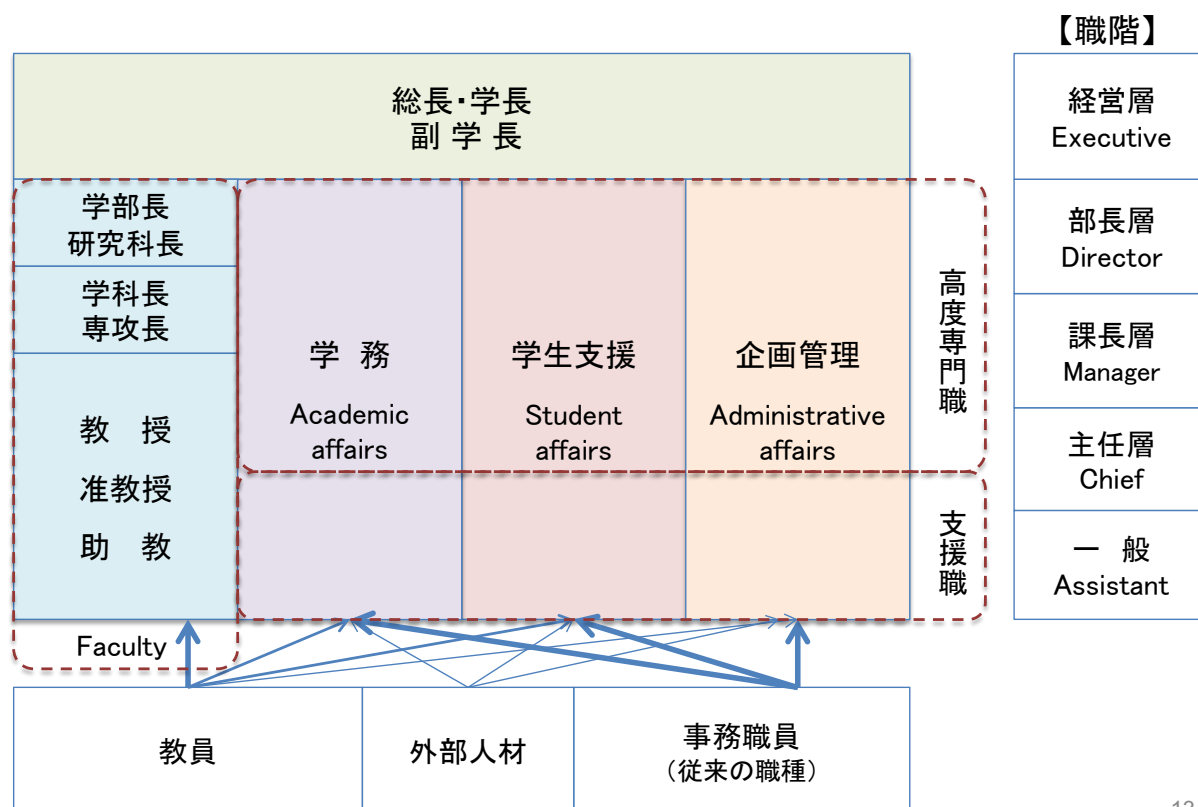 【職階】
総長・学長
副 学 長
経営層
Executive
学部長
研究科長
部長層
Director
学科長
専攻長
高度専門職
学 務
学生支援
企画管理
課長層
Manager
Academic
affairs
Student
affairs
Administrative
affairs
教 授
准教授
助 教
主任層
Chief
支援職
一 般
Assistant
Faculty
教員
外部人材
事務職員
（従来の職種）